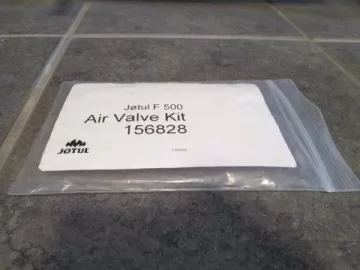 Jøtul F 500
Air Valve Kit
156828
JØTUL